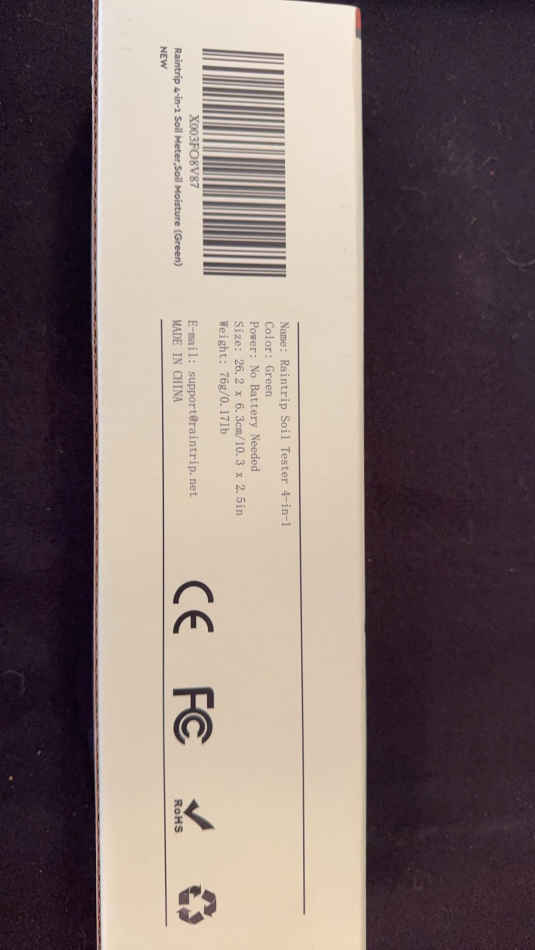 X003FO8V87
Raintrip 4-in-1 Soil Meter,Soil Moisture (Green)
NEW
Name: Raintrip Soil Tester 4-in-1
Color: Green
Power: No Battery Needed
Size: 26.2 x 6.3cm/10.3 x 2.5in
Weight: 76g/0.17lb
E-mail: support@raintrip.net
MADE IN CHINA
CE
FC
RoHS